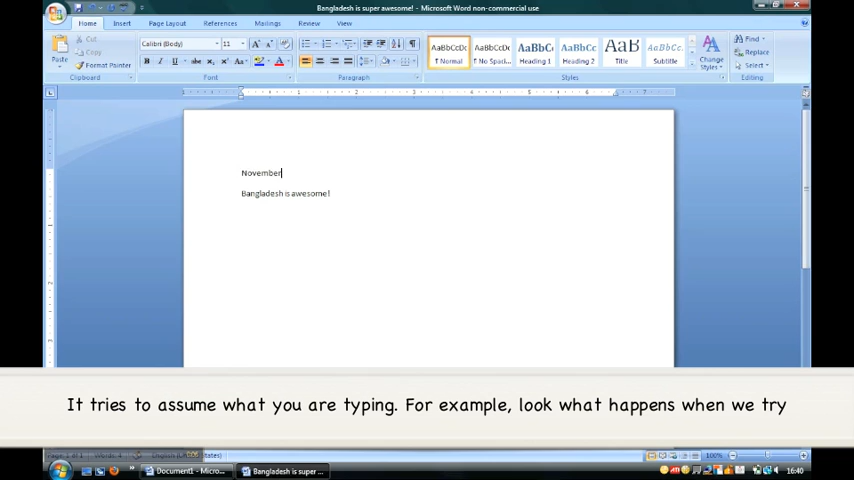 Bangladesh is super awesome! - Microsoft Word non-commercial use
Home Insert Page Layout References Mailings Review View
Cut
Copy
Format Painter
Paste
Calibri (Body) 11
AaBbCcDc AaBbCcDc AaBbC AaBbCc AaB AaBbCc.
¶ Normal ¶ No Spaci... Heading 1 Heading 2 Title Subtitle
Change Styles
Find
Replace
Select
Clipboard Font Paragraph Styles Editing
November
Bangladesh is awesome!
It tries to assume what you are typing. For example, look what happens when we try
100%
Document1 - Micro...
Bangladesh is super ...
16:40